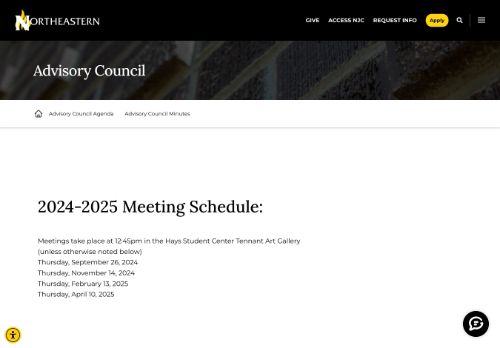 NORTHEASTERN
GIVE ACCESS NJC REQUEST INFO Apply
Advisory Council
Advisory Council Agenda Advisory Council Minutes
2024-2025 Meeting Schedule:
Meetings take place at 12:45pm in the Hays Student Center Tennant Art Gallery
(unless otherwise noted below)
Thursday, September 26, 2024
Thursday, November 14, 2024
Thursday, February 13, 2025
Thursday, April 10, 2025